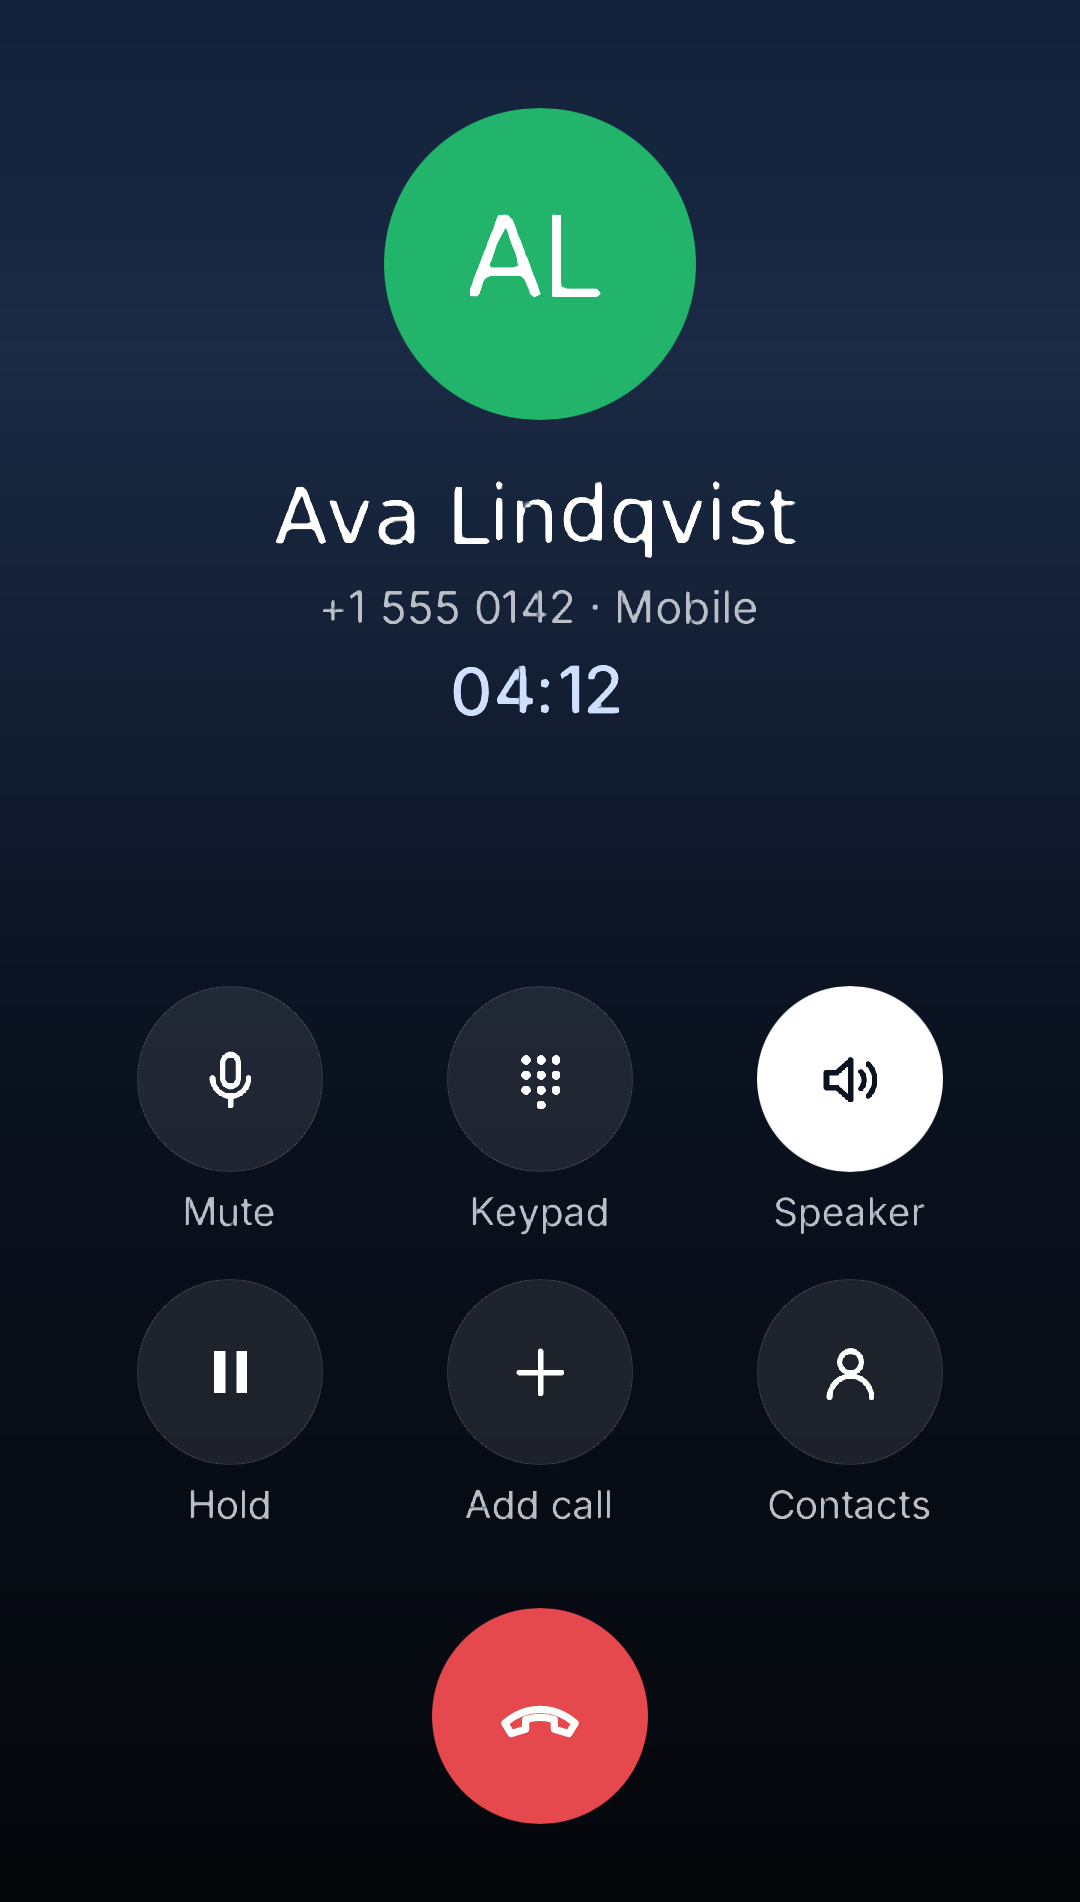 AL
Ava Lindqvist
+1 555 0142 · Mobile
04:12
Mute Keypad Speaker
Hold Add call Contacts